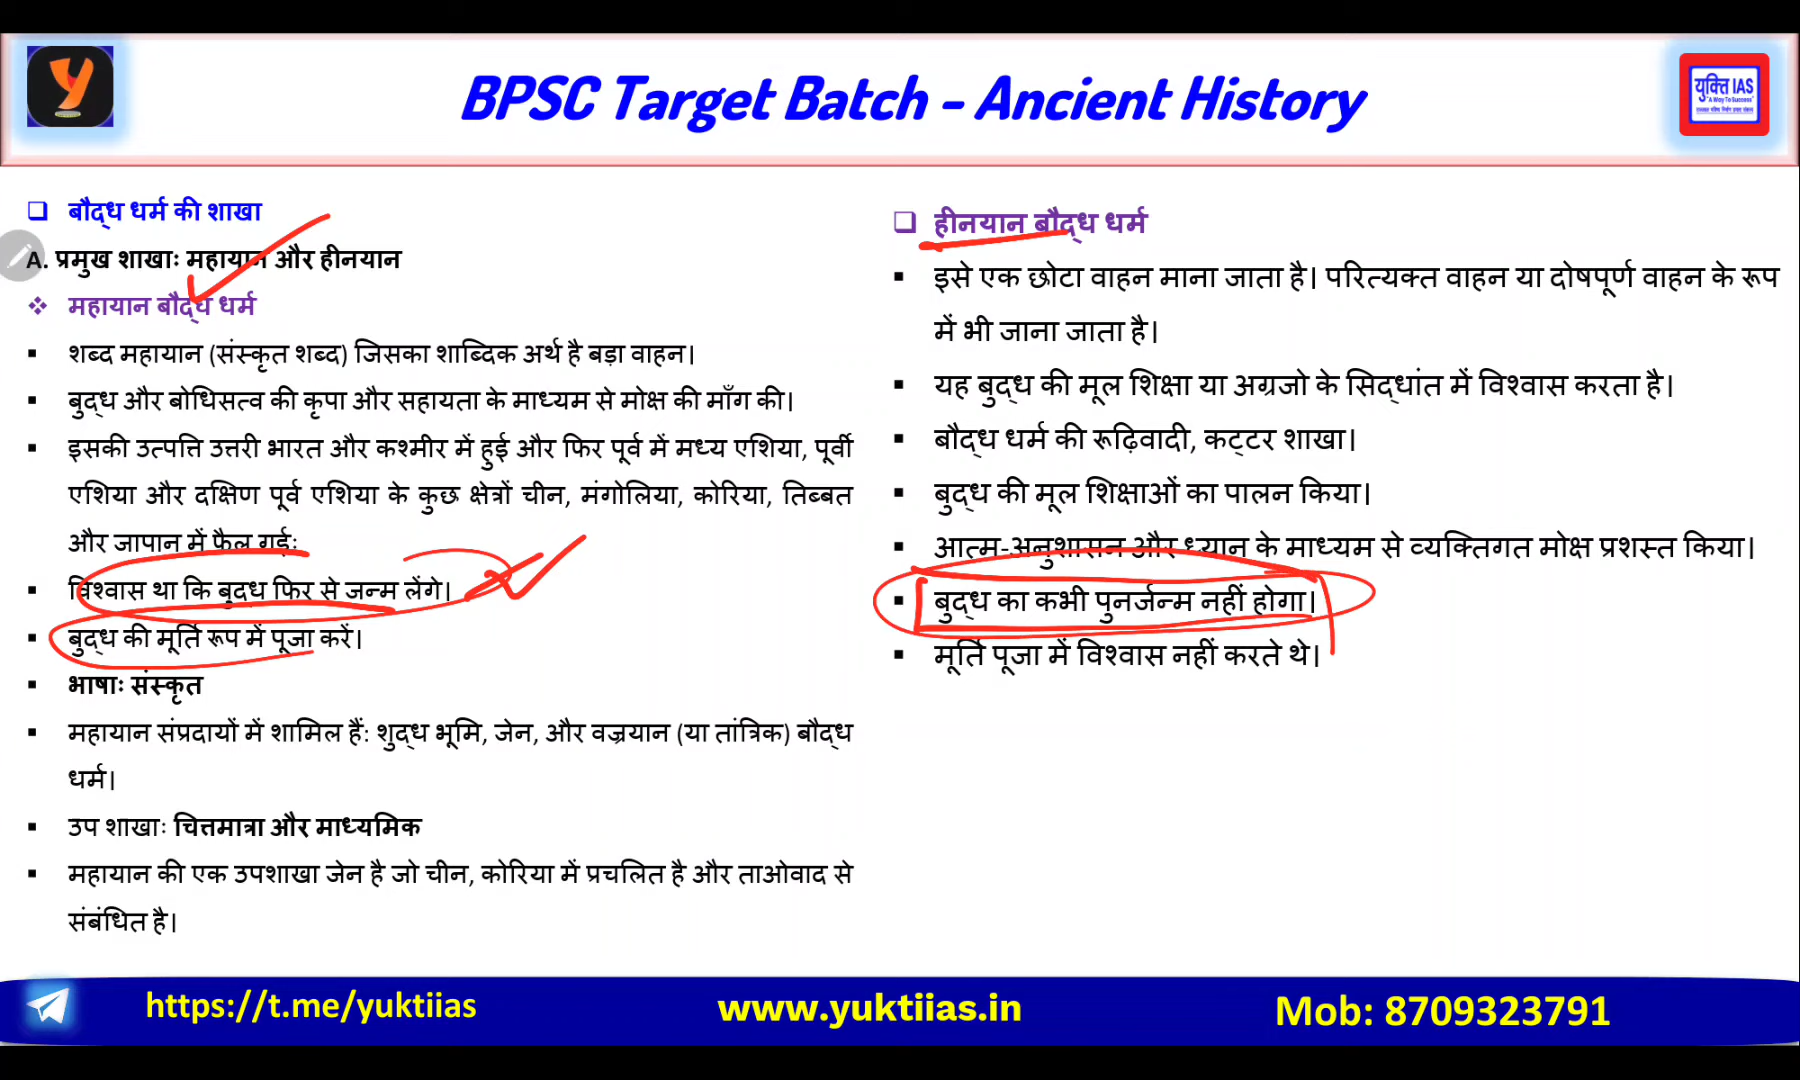 BPSC Target Batch - Ancient History
युक्ति IAS
"A Way To Success"
बौद्ध धर्म की शाखा
A. प्रमुख शाखाः महायान और हीनयान
महायान बौद्ध धर्म
शब्द महायान (संस्कृत शब्द) जिसका शाब्दिक अर्थ है बड़ा वाहन।
बुद्ध और बोधिसत्व की कृपा और सहायता के माध्यम से मोक्ष की माँग की।
इसकी उत्पत्ति उत्तरी भारत और कश्मीर में हुई और फिर पूर्व में मध्य एशिया, पूर्वी
एशिया और दक्षिण पूर्व एशिया के कुछ क्षेत्रों चीन, मंगोलिया, कोरिया, तिब्बत
और जापान में फैल गईः
विश्वास था कि बुद्ध फिर से जन्म लेंगे।
बुद्ध की मूर्ति रूप में पूजा करें।
भाषाः संस्कृत
महायान संप्रदायों में शामिल हैं: शुद्ध भूमि, जेन, और वज्रयान (या तांत्रिक) बौद्ध
धर्म।
उप शाखाः चित्तमात्रा और माध्यमिक
महायान की एक उपशाखा जेन है जो चीन, कोरिया में प्रचलित है और ताओवाद से
संबंधित है।
हीनयान बौद्ध धर्म
इसे एक छोटा वाहन माना जाता है। परित्यक्त वाहन या दोषपूर्ण वाहन के रूप
में भी जाना जाता है।
यह बुद्ध की मूल शिक्षा या अग्रजो के सिद्धांत में विश्वास करता है।
बौद्ध धर्म की रूढ़िवादी, कट्टर शाखा।
बुद्ध की मूल शिक्षाओं का पालन किया।
आत्म-अनुशासन और ध्यान के माध्यम से व्यक्तिगत मोक्ष प्रशस्त किया।
बुद्ध का कभी पुनर्जन्म नहीं होगा।
मूर्ति पूजा में विश्वास नहीं करते थे।
https://t.me/yuktiias
www.yuktiias.in
Mob: 8709323791